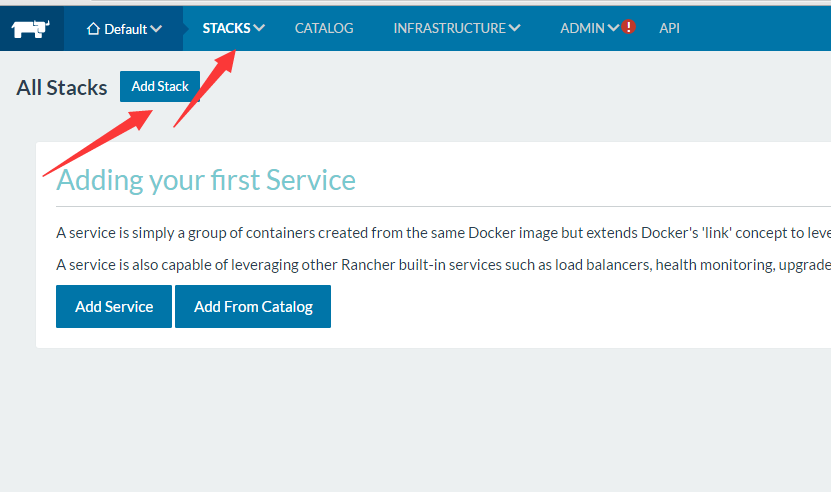 Default STACKS CATALOG INFRASTRUCTURE ADMIN ! API
All Stacks Add Stack
Adding your first Service
A service is simply a group of containers created from the same Docker image but extends Docker's 'link' concept to leve
A service is also capable of leveraging other Rancher built-in services such as load balancers, health monitoring, upgrade
Add Service Add From Catalog